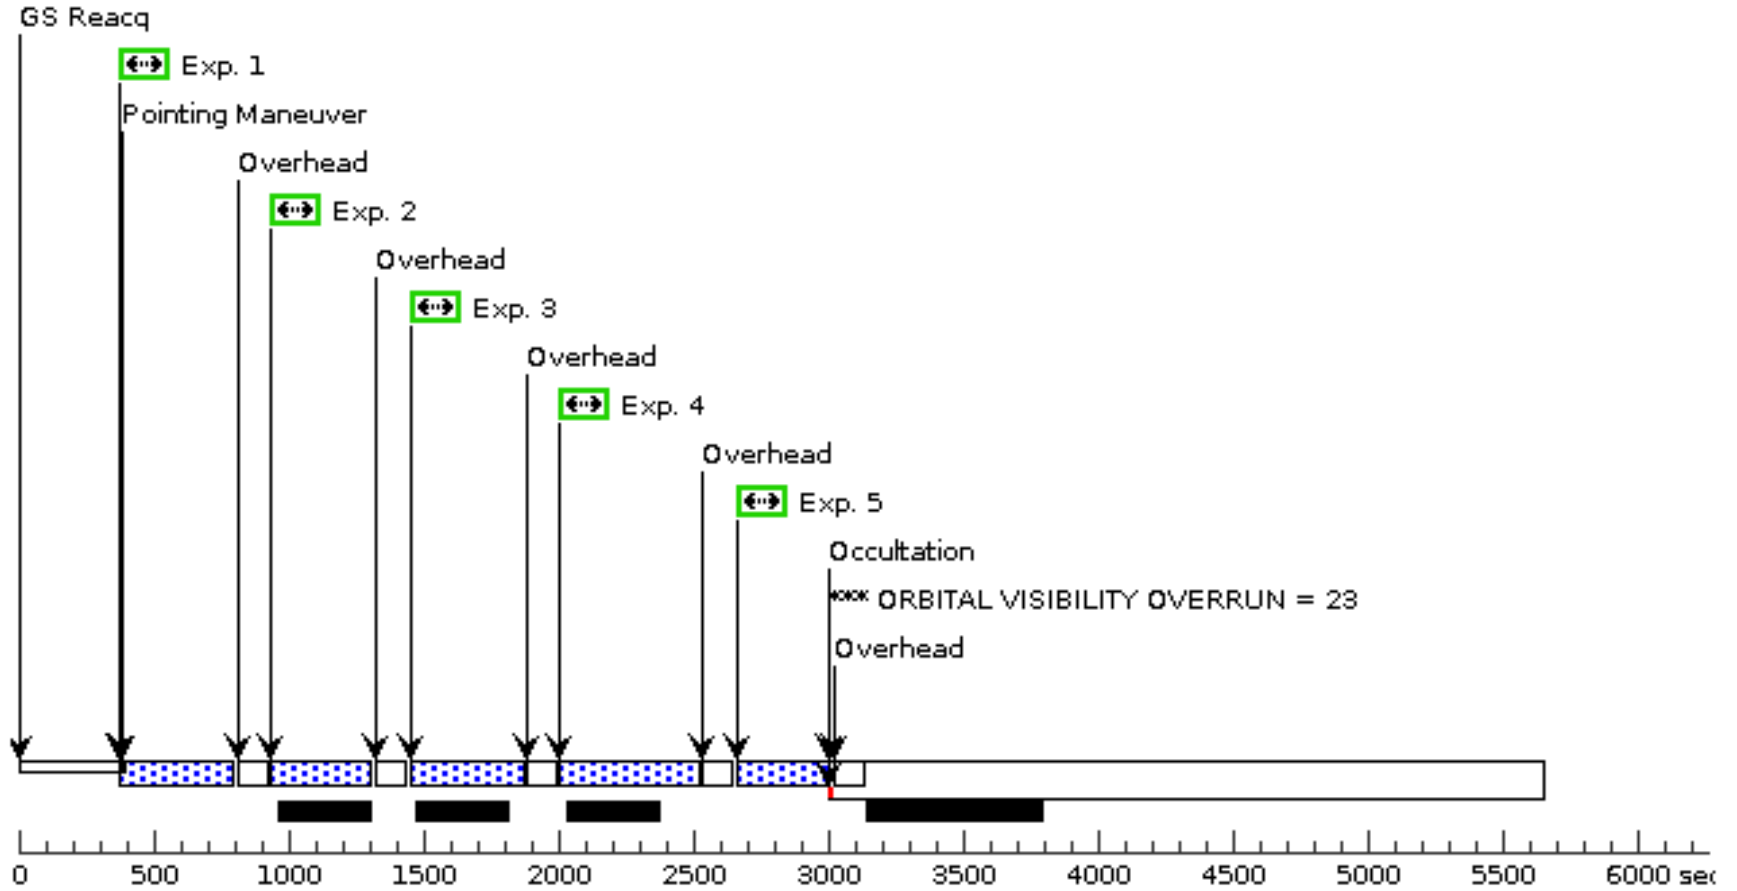 GS Reacq
Exp. 1
Pointing Maneuver
Overhead
Exp. 2
Overhead
Exp. 3
Overhead
Exp. 4
Overhead
Exp. 5
Occultation
*** ORBITAL VISIBILITY OVERRUN = 23
Overhead
0 500 1000 1500 2000 2500 3000 3500 4000 4500 5000 5500 6000 sec